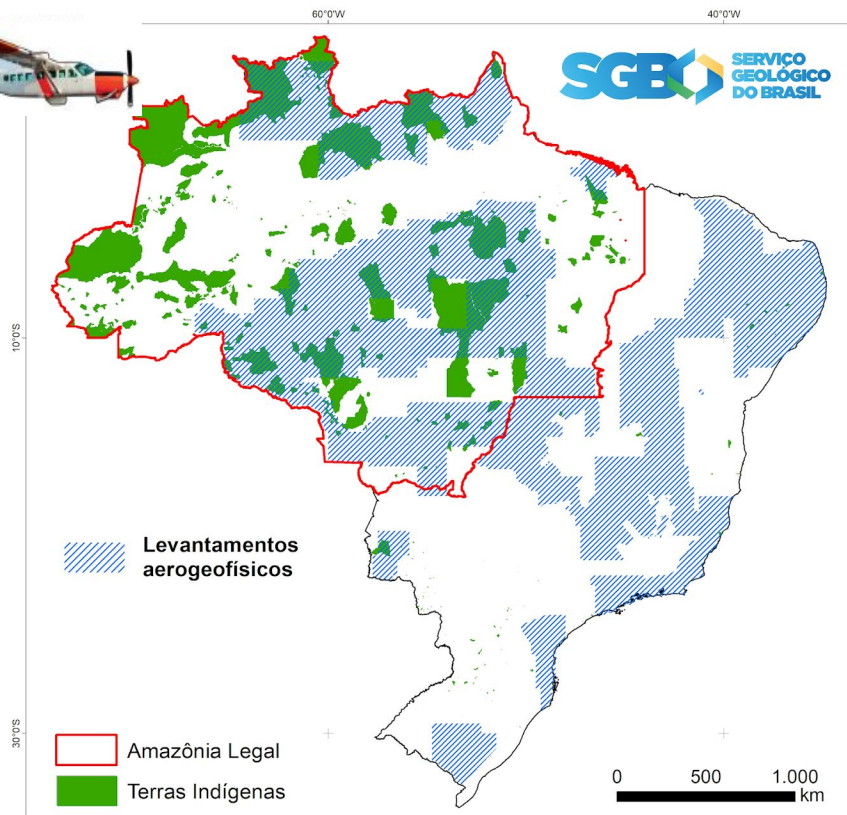 60°0'W
40°0'W
SGB
SERVIÇO
GEOLÓGICO
DO BRASIL
10°0'S
Levantamentos
aerogeofísicos
30°0'S
Amazônia Legal
Terras Indígenas
0 500 1.000
km